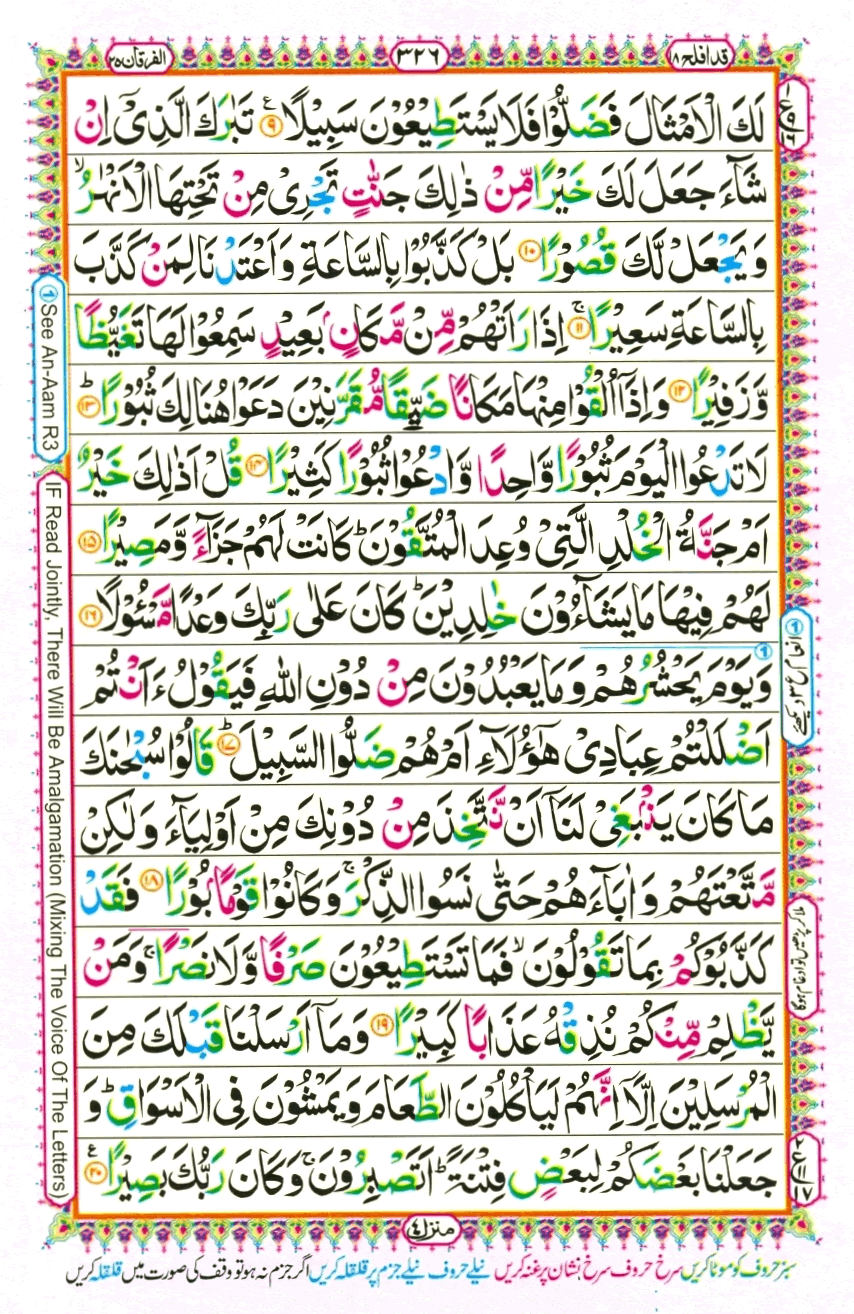 قد افلح ۱۸
۳۲۶
الفرقان ۲۵
لَكَ الْاَمْثَالَ فَضَلُّوْا فَلَا يَسْتَطِيْعُوْنَ سَبِيْلًا ۹ تَبٰرَكَ الَّذِيْۤ اِنْ
شَآءَ جَعَلَ لَكَ خَيْرًا مِّنْ ذٰلِكَ جَنّٰتٍ تَجْرِيْ مِنْ تَحْتِهَا الْاَنْهٰرُ ۙ
وَيَجْعَلْ لَّكَ قُصُوْرًا ۱۰ بَلْ كَذَّبُوْا بِالسَّاعَةِ وَاَعْتَدْنَا لِمَنْ كَذَّبَ
بِالسَّاعَةِ سَعِيْرًا ۚ ۱۱ اِذَا رَاَتْهُمْ مِّنْ مَّكَانٍۭ بَعِيْدٍ سَمِعُوْا لَهَا تَغَيُّظًا
وَّزَفِيْرًا ۱۲ وَاِذَاۤ اُلْقُوْا مِنْهَا مَكَانًا ضَيِّقًا مُّقَرَّنِيْنَ دَعَوْا هُنَالِكَ ثُبُوْرًا ؕ ۱۳
لَا تَدْعُوا الْيَوْمَ ثُبُوْرًا وَّاحِدًا وَّادْعُوْا ثُبُوْرًا كَثِيْرًا ۱۴ قُلْ اَذٰلِكَ خَيْرٌ
اَمْ جَنَّةُ الْخُلْدِ الَّتِيْ وُعِدَ الْمُتَّقُوْنَ ؕ كَانَتْ لَهُمْ جَزَآءً وَّمَصِيْرًا ۱۵
لَهُمْ فِيْهَا مَا يَشَآءُوْنَ خٰلِدِيْنَ ؕ كَانَ عَلٰى رَبِّكَ وَعْدًا مَّسْـُٔوْلًا ۱۶
وَيَوْمَ يَحْشُرُهُمْ وَمَا يَعْبُدُوْنَ مِنْ دُوْنِ اللّٰهِ فَيَقُوْلُ ءَاَنْتُمْ
اَضْلَلْتُمْ عِبَادِيْ هٰٓؤُلَآءِ اَمْ هُمْ ضَلُّوا السَّبِيْلَ ؕ ۱۷ قَالُوْا سُبْحٰنَكَ
مَا كَانَ يَنْۢبَغِيْ لَنَاۤ اَنْ نَّتَّخِذَ مِنْ دُوْنِكَ مِنْ اَوْلِيَآءَ وَلٰكِنْ
مَّتَّعْتَهُمْ وَاٰبَآءَهُمْ حَتّٰى نَسُوا الذِّكْرَ ۚ وَكَانُوْا قَوْمًۢا بُوْرًا ۱۸ فَقَدْ
كَذَّبُوْكُمْ بِمَا تَقُوْلُوْنَ ۙ فَمَا تَسْتَطِيْعُوْنَ صَرْفًا وَّلَا نَصْرًا ۚ وَمَنْ
يَّظْلِمْ مِّنْكُمْ نُذِقْهُ عَذَابًا كَبِيْرًا ۱۹ وَمَاۤ اَرْسَلْنَا قَبْلَكَ مِنَ
الْمُرْسَلِيْنَ اِلَّاۤ اِنَّهُمْ لَيَاْكُلُوْنَ الطَّعَامَ وَيَمْشُوْنَ فِى الْاَسْوَاقِ ؕ وَ
جَعَلْنَا بَعْضَكُمْ لِبَعْضٍ فِتْنَةً ؕ اَتَصْبِرُوْنَ ۚ وَكَانَ رَبُّكَ بَصِيْرًا ۲۰
① See An-Aam R3
IF Read Jointly, There Will Be Amalgamation (Mixing The Voice Of The Letters)
منزل ۴
سبز حروف کو موٹا کریں سرخ حروف سرخ نشان پر غنہ کریں نیلے حروف نیلے جزم پر قلقلہ کریں اگر جزم نہ ہو تو وقف کی صورت میں قلقلہ کریں